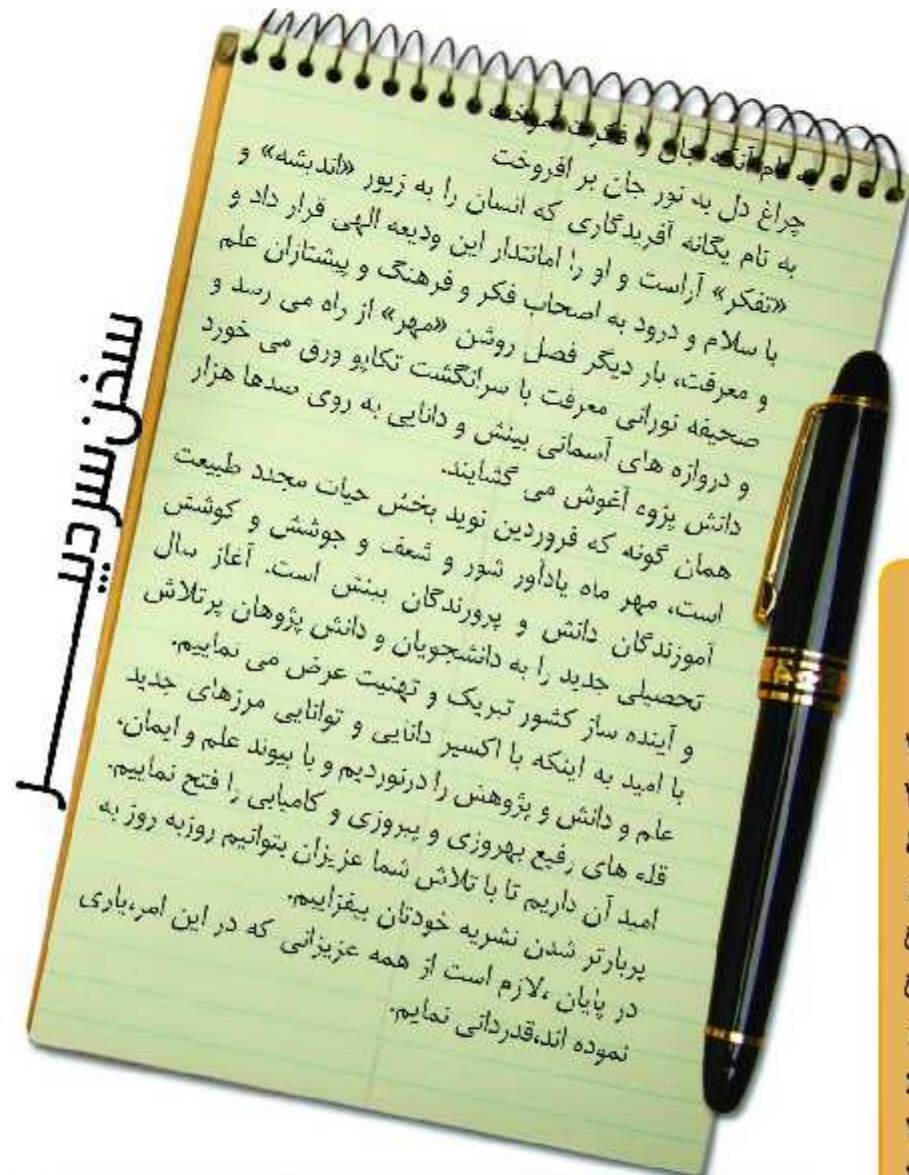 سخن سردبیر
به نام آنکه جان را فکرت آموخت
چراغ دل به نور جان بر افروخت
به نام یگانه آفریدگاری که انسان را به زیور «اندیشه» و
«تفکر» آراست و او را امانتدار این ودیعه الهی قرار داد و
با سلام و درود به اصحاب فکر و فرهنگ و پیشتازان علم
و معرفت، بار دیگر فصل روشن «مهر» از راه می رسد و
صحیفه نورانی معرفت با سرانگشت تکاپو ورق می خورد
و دروازه های آسمانی بینش و دانایی به روی صدها هزار
دانش پزوه آغوش می گشایند.
همان گونه که فروردین نوید بخش حیات مجدد طبیعت
است، مهر ماه یادآور شور و شعف و جوشش و کوشش
آموزندگان دانش و پرورندگان بینش است. آغاز سال
تحصیلی جدید را به دانشجویان و دانش پژوهان پرتلاش
و آینده ساز کشور تبریک و تهنیت عرض می نماییم.
با امید به اینکه با اکسیر دانایی و توانایی مرزهای جدید
علم و دانش و پژوهش را درنوردیم و با پیوند علم و ایمان،
قله های رفیع بهروزی و پیروزی و کامیابی را فتح نماییم.
امید آن داریم تا با تلاش شما عزیزان بتوانیم روزبه روز به
پربارتر شدن نشریه خودتان بیفزاییم.
در پایان ،لازم است از همه عزیزانی که در این امر،یاری
نموده اند،قدردانی نمایم.